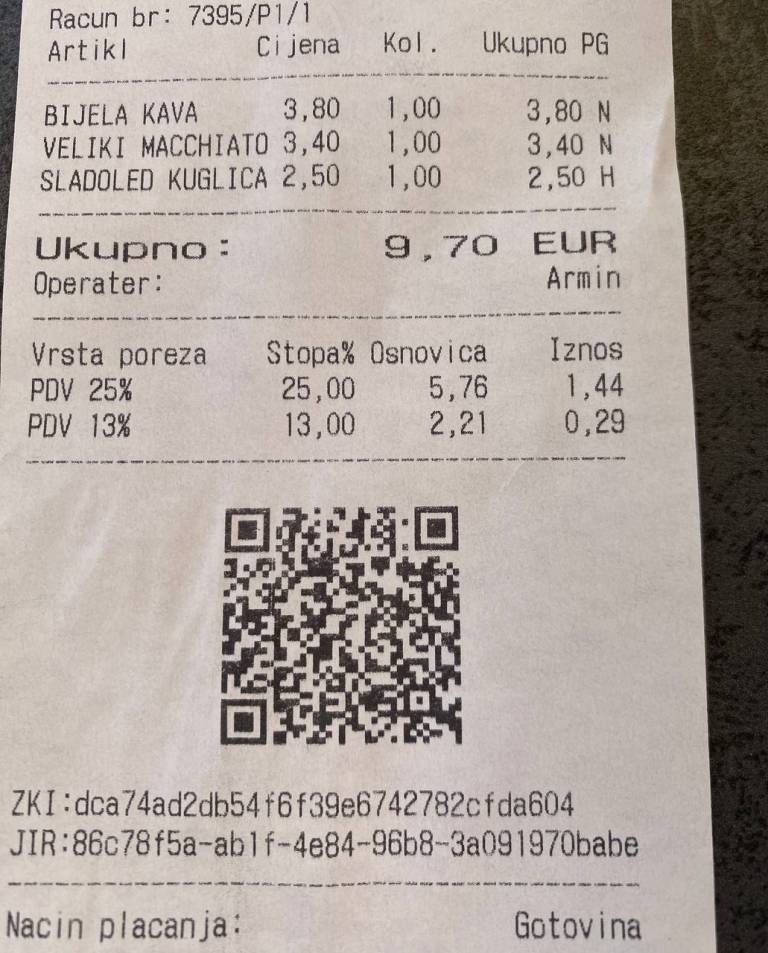 Racun br: 7395/P1/1
Artikl Cijena Kol. Ukupno PG
BIJELA KAVA 3,80 1,00 3,80 N
VELIKI MACCHIATO 3,40 1,00 3,40 N
SLADOLED KUGLICA 2,50 1,00 2,50 H
Ukupno: 9,70 EUR
Operater: Armin
Vrsta poreza Stopa% Osnovica Iznos
PDV 25% 25,00 5,76 1,44
PDV 13% 13,00 2,21 0,29
ZKI:dca74ad2db54f6f39e6742782cfda604
JIR:86c78f5a-ab1f-4e84-96b8-3a091970babe
Nacin placanja: Gotovina